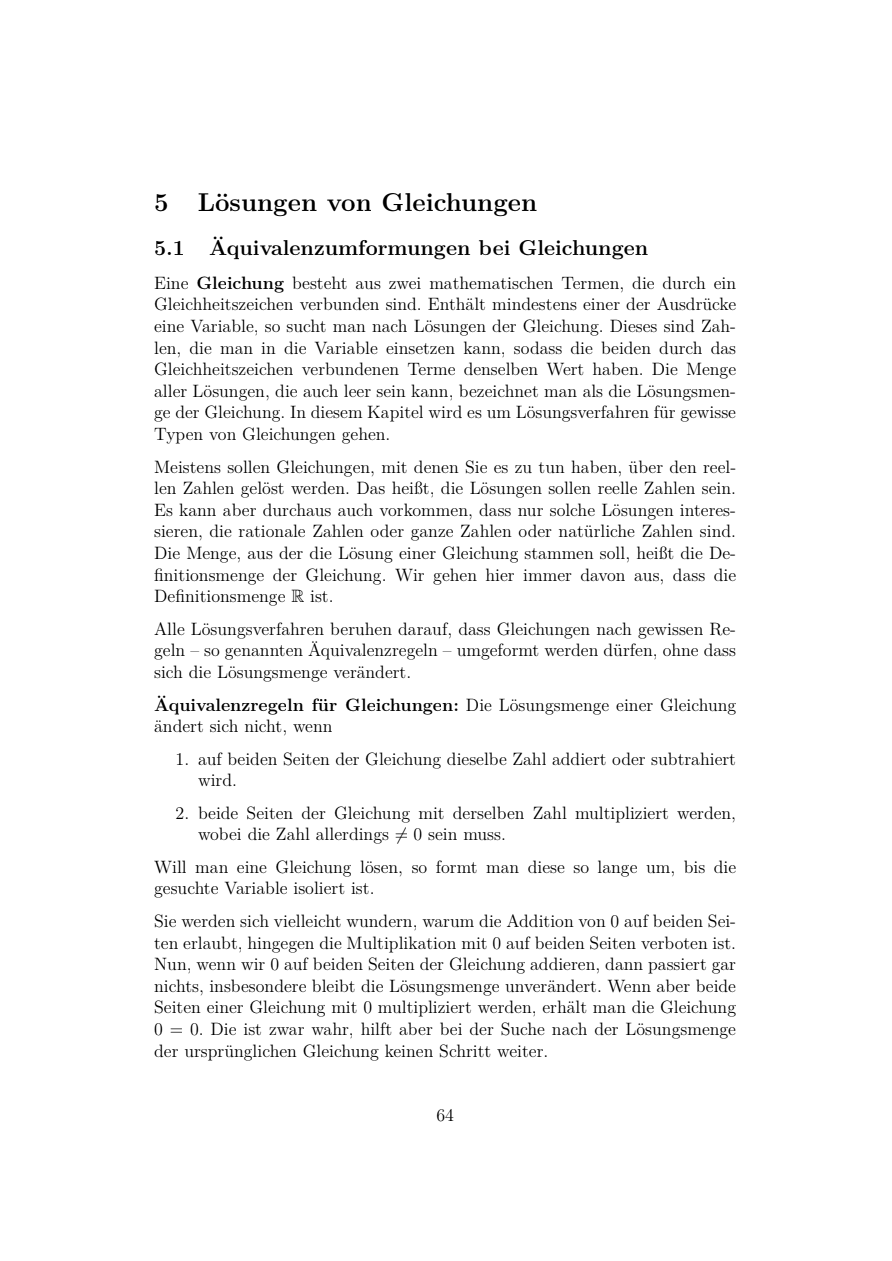 5 Lösungen von Gleichungen
5.1 Äquivalenzumformungen bei Gleichungen
Eine Gleichung besteht aus zwei mathematischen Termen, die durch ein
Gleichheitszeichen verbunden sind. Enthält mindestens einer der Ausdrücke
eine Variable, so sucht man nach Lösungen der Gleichung. Dieses sind Zah-
len, die man in die Variable einsetzen kann, sodass die beiden durch das
Gleichheitszeichen verbundenen Terme denselben Wert haben. Die Menge
aller Lösungen, die auch leer sein kann, bezeichnet man als die Lösungsmen-
ge der Gleichung. In diesem Kapitel wird es um Lösungsverfahren für gewisse
Typen von Gleichungen gehen.
Meistens sollen Gleichungen, mit denen Sie es zu tun haben, über den reel-
len Zahlen gelöst werden. Das heißt, die Lösungen sollen reelle Zahlen sein.
Es kann aber durchaus auch vorkommen, dass nur solche Lösungen interes-
sieren, die rationale Zahlen oder ganze Zahlen oder natürliche Zahlen sind.
Die Menge, aus der die Lösung einer Gleichung stammen soll, heißt die De-
finitionsmenge der Gleichung. Wir gehen hier immer davon aus, dass die
Definitionsmenge ℝ ist.
Alle Lösungsverfahren beruhen darauf, dass Gleichungen nach gewissen Re-
geln – so genannten Äquivalenzregeln – umgeformt werden dürfen, ohne dass
sich die Lösungsmenge verändert.
Äquivalenzregeln für Gleichungen: Die Lösungsmenge einer Gleichung
ändert sich nicht, wenn
1. auf beiden Seiten der Gleichung dieselbe Zahl addiert oder subtrahiert
wird.
2. beide Seiten der Gleichung mit derselben Zahl multipliziert werden,
wobei die Zahl allerdings ≠ 0 sein muss.
Will man eine Gleichung lösen, so formt man diese so lange um, bis die
gesuchte Variable isoliert ist.
Sie werden sich vielleicht wundern, warum die Addition von 0 auf beiden Sei-
ten erlaubt, hingegen die Multiplikation mit 0 auf beiden Seiten verboten ist.
Nun, wenn wir 0 auf beiden Seiten der Gleichung addieren, dann passiert gar
nichts, insbesondere bleibt die Lösungsmenge unverändert. Wenn aber beide
Seiten einer Gleichung mit 0 multipliziert werden, erhält man die Gleichung
0 = 0. Die ist zwar wahr, hilft aber bei der Suche nach der Lösungsmenge
der ursprünglichen Gleichung keinen Schritt weiter.
64